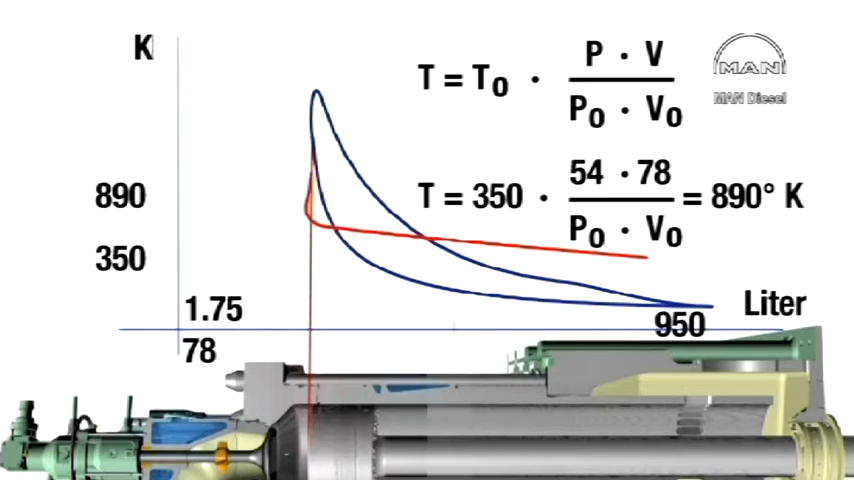 K
T = T₀ · P · V
P₀ · V₀
MAN
MAN Diesel
890
T = 350 · 54 · 78 = 890° K
P₀ · V₀
350
1.75
Liter
950
78